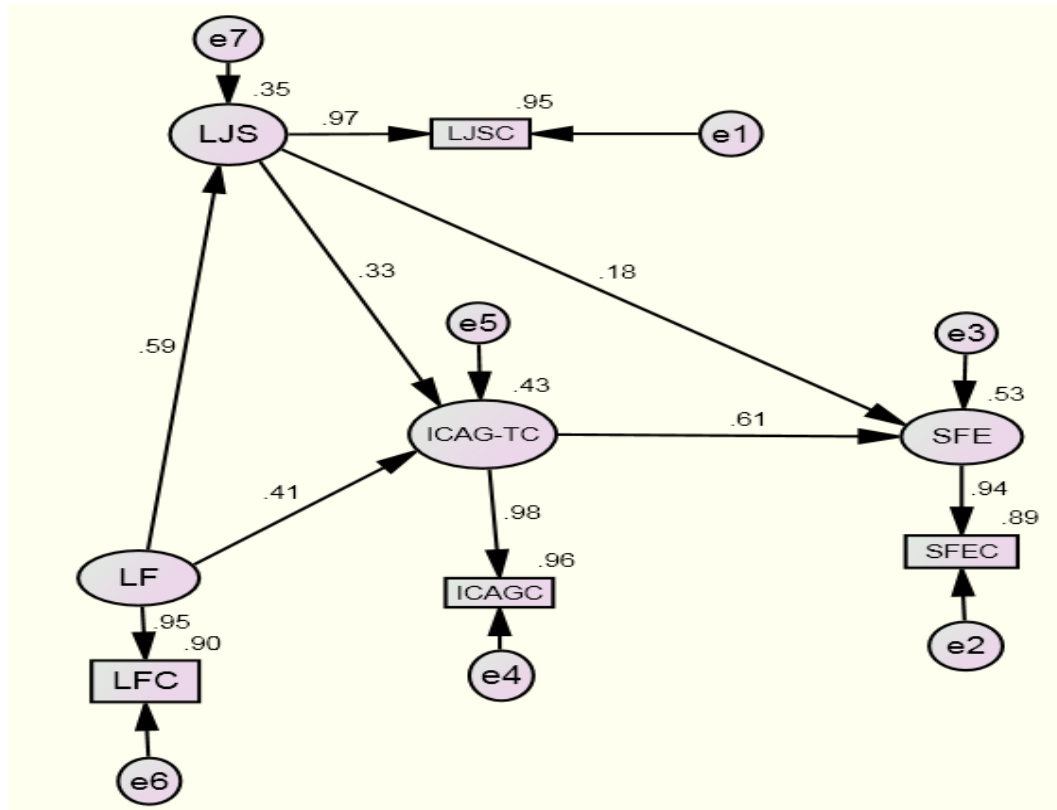 e7
.35
LJS
.97
.95
LJSC
e1
.33
.18
.59
e5
e3
.43
.53
ICAG-TC
.61
SFE
.41
.98
.94
.89
SFEC
LF
.96
ICAGC
.95
.90
LFC
e4
e2
e6